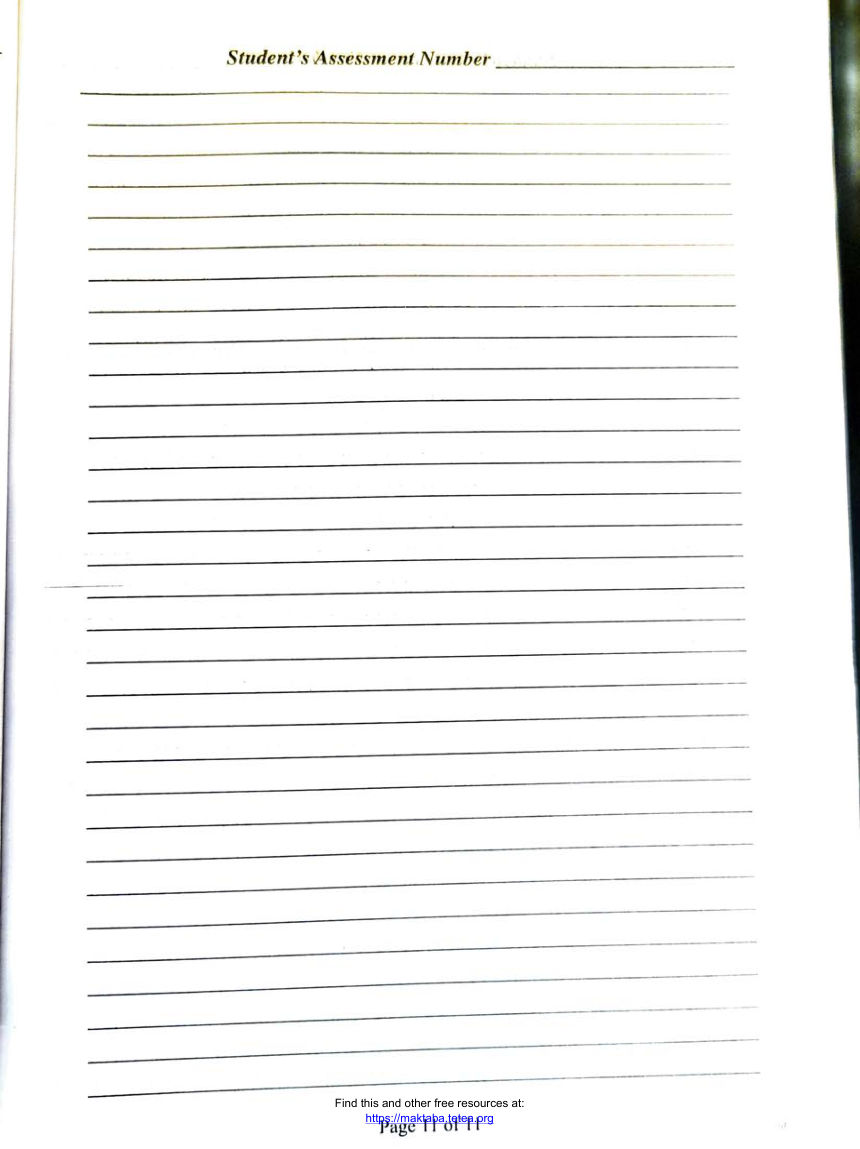 Student's Assessment Number
Find this and other free resources at:
https://maktaba.tetea.org
Page 11 of 11